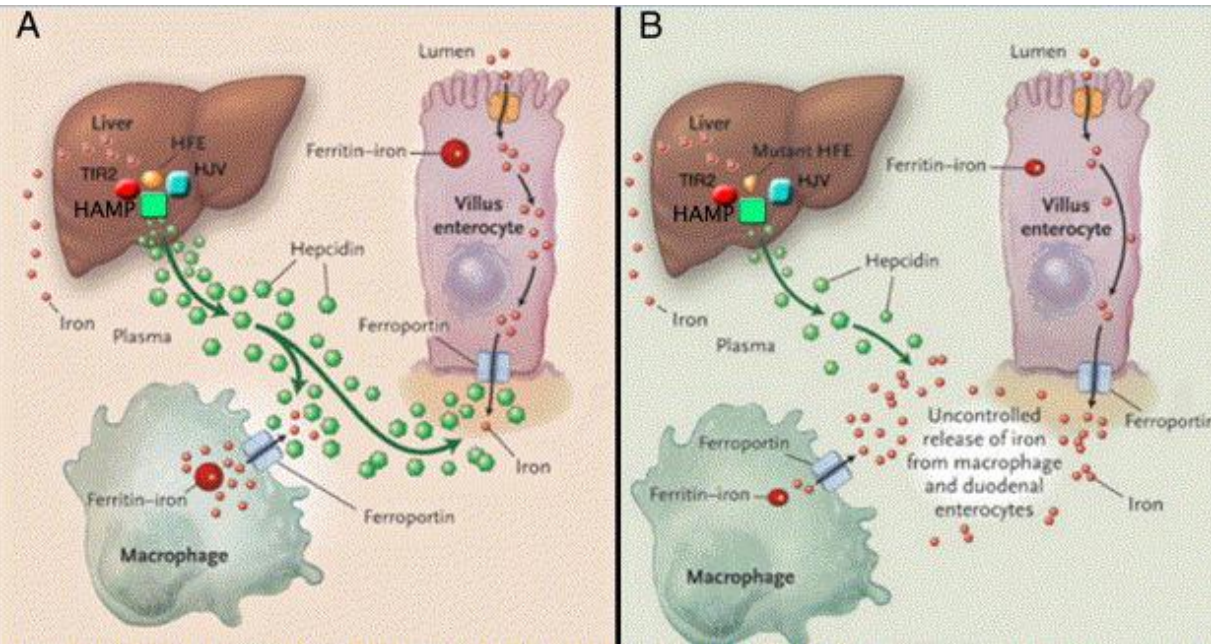 A
Lumen
Liver
HFE
TIR2
HJV
HAMP
Ferritin–iron
Villus
enterocyte
Hepcidin
Iron
Plasma
Ferroportin
Ferritin–iron
Iron
Ferroportin
Macrophage
B
Lumen
Liver
Mutant HFE
TIR2
HJV
HAMP
Ferritin–iron
Villus
enterocyte
Hepcidin
Iron
Plasma
Ferroportin
Uncontrolled
release of iron
from macrophage
and duodenal
enterocytes
Ferroportin
Ferritin–iron
Iron
Macrophage